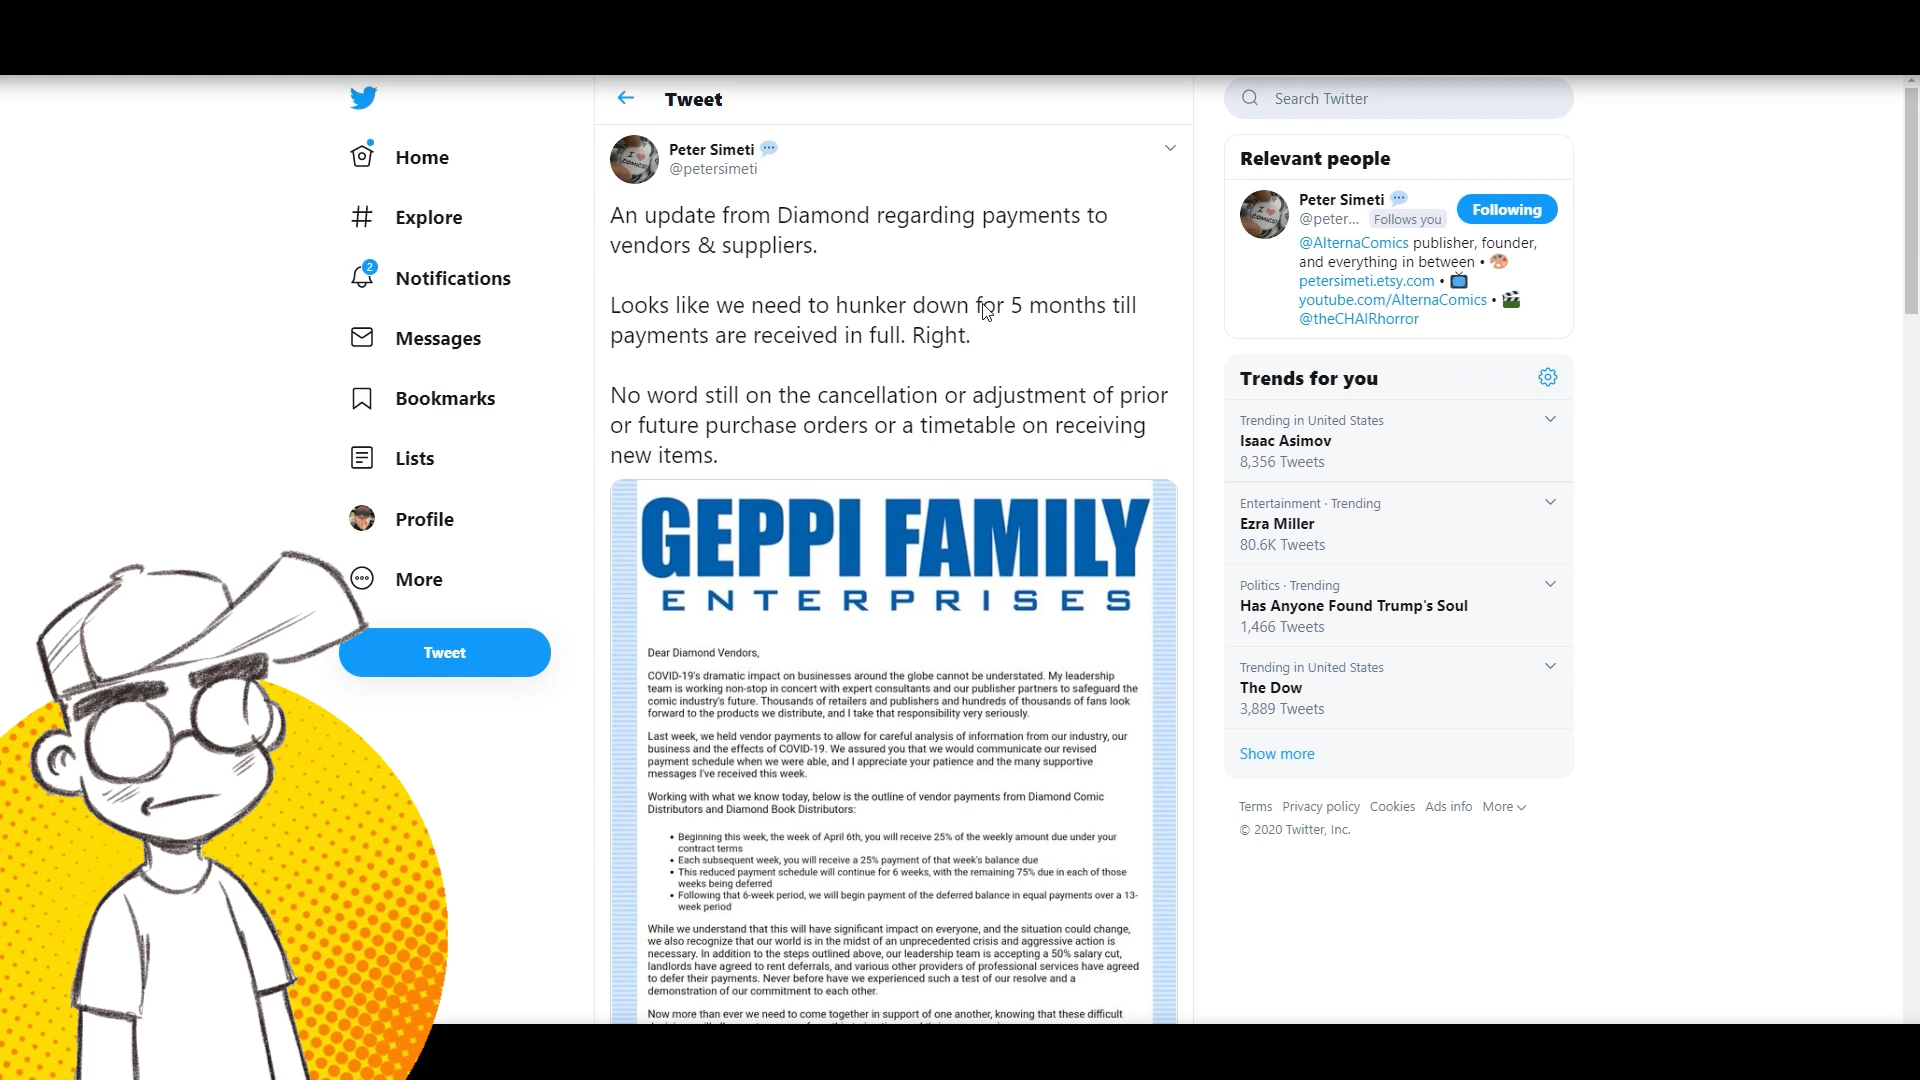 Home
Explore
2
Notifications
Messages
Bookmarks
Lists
Profile
More
Tweet
Tweet
Peter Simeti
@petersimeti
An update from Diamond regarding payments to
vendors & suppliers.
Looks like we need to hunker down for 5 months till
payments are received in full. Right.
No word still on the cancellation or adjustment of prior
or future purchase orders or a timetable on receiving
new items.
GEPPI FAMILY
ENTERPRISES
Dear Diamond Vendors,
COVID-19's dramatic impact on businesses around the globe cannot be understated. My leadership
team is working non-stop in concert with expert consultants and our publisher partners to safeguard the
comic industry's future. Thousands of retailers and publishers and hundreds of thousands of fans look
forward to the products we distribute, and I take that responsibility very seriously.
Last week, we held vendor payments to allow for careful analysis of information from our industry, our
business and the effects of COVID-19. We assured you that we would communicate our revised
payment schedule when we were able, and I appreciate your patience and the many supportive
messages I've received this week.
Working with what we know today, below is the outline of vendor payments from Diamond Comic
Distributors and Diamond Book Distributors:
• Beginning this week, the week of April 6th, you will receive 25% of the weekly amount due under your
contract terms
• Each subsequent week, you will receive a 25% payment of that week's balance due
• This reduced payment schedule will continue for 6 weeks, with the remaining 75% due in each of those
weeks being deferred
• Following that 6-week period, we will begin payment of the deferred balance in equal payments over a 13-
week period
While we understand that this will have significant impact on everyone, and the situation could change,
we also recognize that our world is in the midst of an unprecedented crisis and aggressive action is
necessary. In addition to the steps outlined above, our leadership team is accepting a 50% salary cut,
landlords have agreed to rent deferrals, and various other providers of professional services have agreed
to defer their payments. Never before have we experienced such a test of our resolve and a
demonstration of our commitment to each other.
Now more than ever we need to come together in support of one another, knowing that these difficult
Search Twitter
Relevant people
Peter Simeti
@peter... Follows you
Following
@AlternaComics publisher, founder,
and everything in between •
petersimeti.etsy.com •
youtube.com/AlternaComics •
@theCHAIRhorror
Trends for you
Trending in United States
Isaac Asimov
8,356 Tweets
Entertainment · Trending
Ezra Miller
80.6K Tweets
Politics · Trending
Has Anyone Found Trump's Soul
1,466 Tweets
Trending in United States
The Dow
3,889 Tweets
Show more
Terms Privacy policy Cookies Ads info More
© 2020 Twitter, Inc.